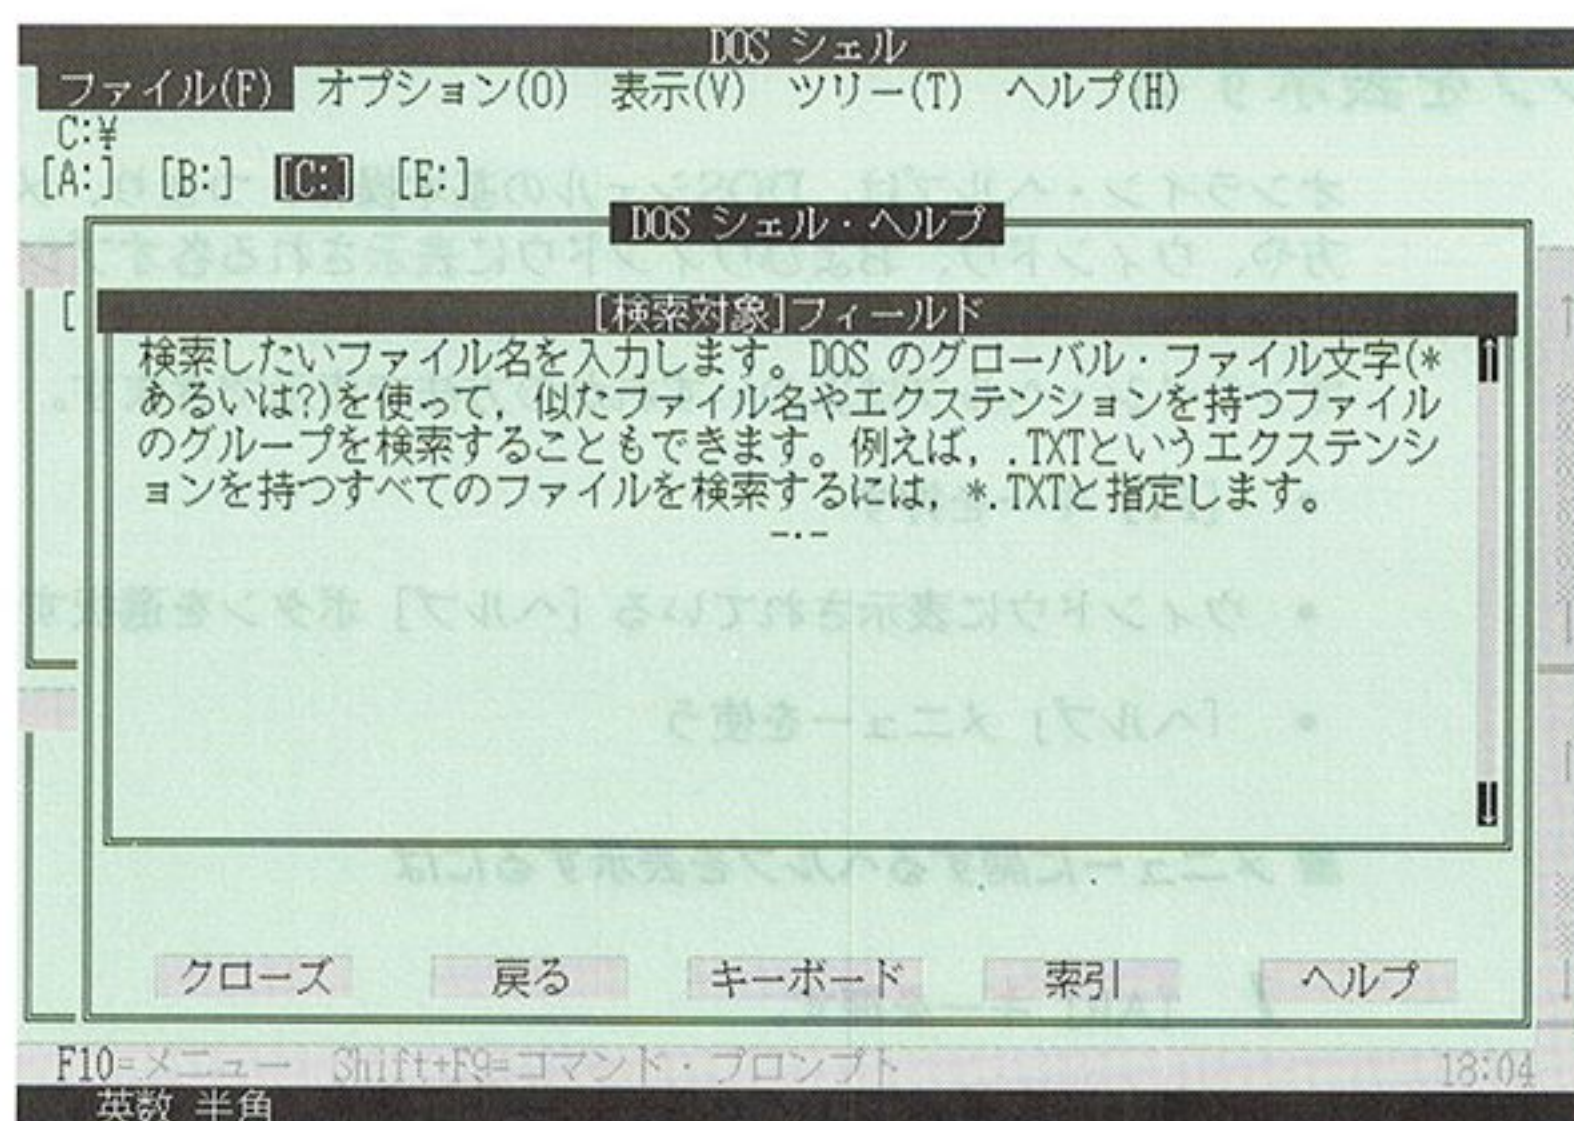 DOS シェル
ファイル(F) オプション(O) 表示(V) ツリー(T) ヘルプ(H)
C:¥
[A:] [B:] [C:] [E:]
DOS シェル・ヘルプ
[
[検索対象]フィールド
検索したいファイル名を入力します。DOS のグローバル・ファイル文字(*
あるいは?)を使って，似たファイル名やエクステンションを持つファイル
のグループを検索することもできます。例えば，.TXTというエクステンシ
ョンを持つすべてのファイルを検索するには，*.TXTと指定します。
-.-
クローズ 戻る キーボード 索引 ヘルプ
F10=メニュー Shift+F9=コマンド・プロンプト 18:04
英数 半角